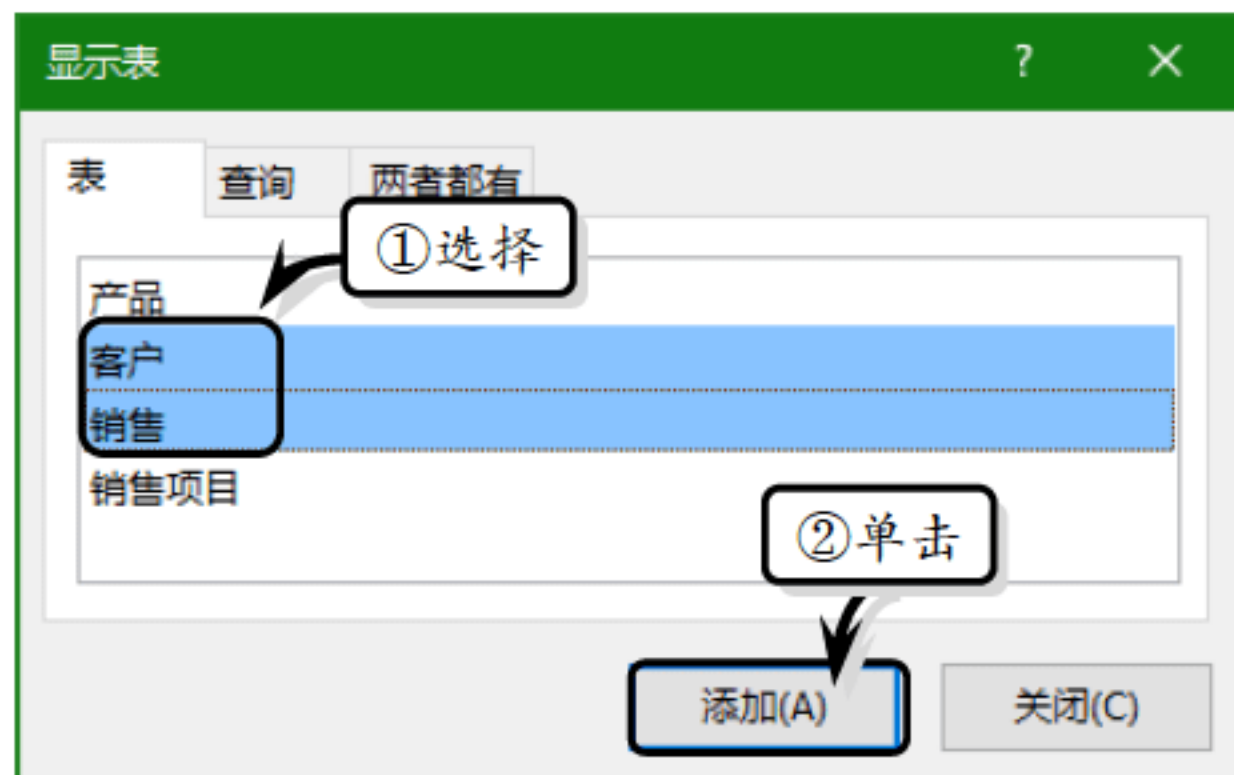 显示表 ? ×
表 查询 两者都有
①选择
产品
客户
销售
销售项目
②单击
添加(A) 关闭(C)